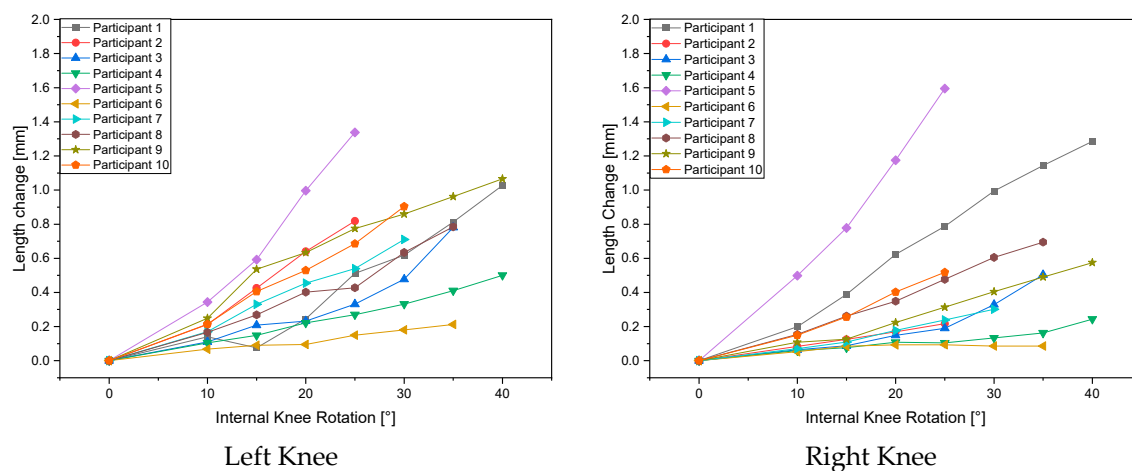 2.0
1.8
1.6
1.4
1.2
1.0
0.8
0.6
0.4
0.2
0.0
Length change [mm]
Participant 1
Participant 2
Participant 3
Participant 4
Participant 5
Participant 6
Participant 7
Participant 8
Participant 9
Participant 10
0 10 20 30 40
Internal Knee Rotation [°]
Left Knee
2.0
1.8
1.6
1.4
1.2
1.0
0.8
0.6
0.4
0.2
0.0
Length Change [mm]
Participant 1
Participant 2
Participant 3
Participant 4
Participant 5
Participant 6
Participant 7
Participant 8
Participant 9
Participant 10
0 10 20 30 40
Internal Knee Rotation [°]
Right Knee